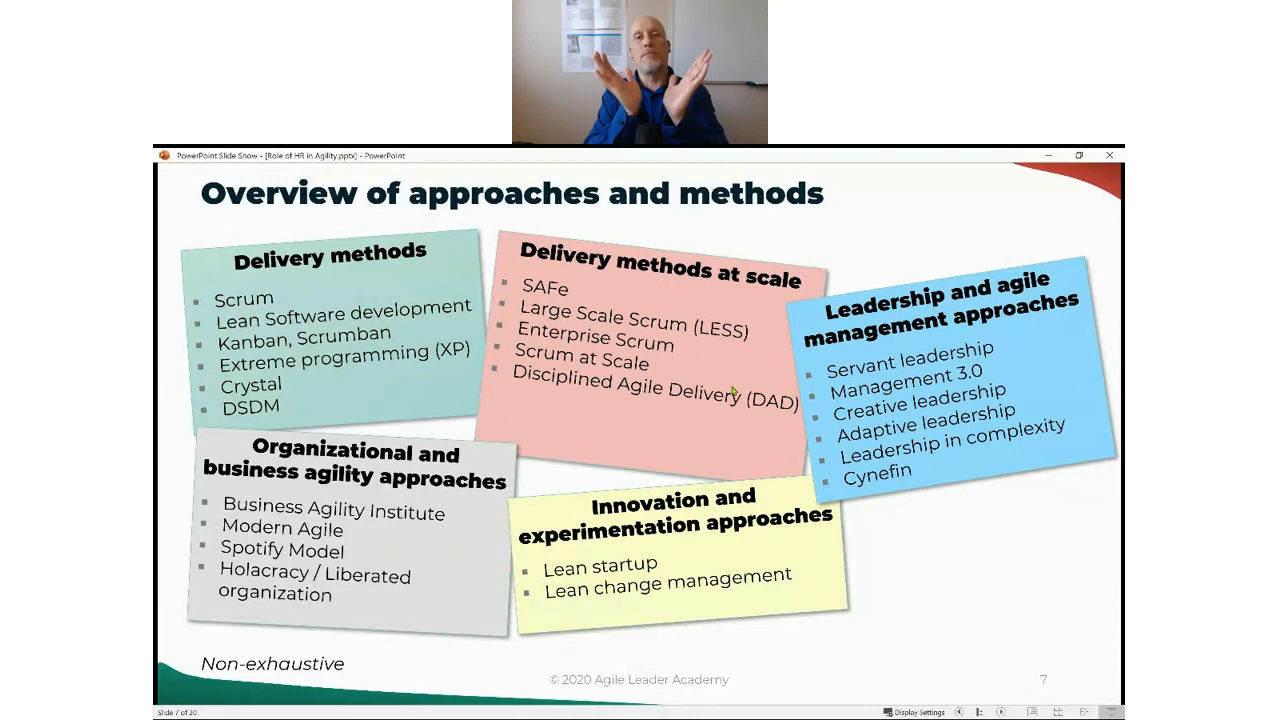 PowerPoint Slide Show - [Role of HR in Agility.pptx] - PowerPoint
Overview of approaches and methods
Delivery methods
Scrum
Lean Software development
Kanban, Scrumban
Extreme programming (XP)
Crystal
DSDM
Delivery methods at scale
SAFe
Large Scale Scrum (LESS)
Enterprise Scrum
Scrum at Scale
Disciplined Agile Delivery (DAD)
Leadership and agile
management approaches
Servant leadership
Management 3.0
Creative leadership
Adaptive leadership
Leadership in complexity
Cynefin
Organizational and
business agility approaches
Business Agility Institute
Modern Agile
Spotify Model
Holacracy / Liberated
organization
Innovation and
experimentation approaches
Lean startup
Lean change management
Non-exhaustive
© 2020 Agile Leader Academy
7
Slide 7 of 20
Display Settings